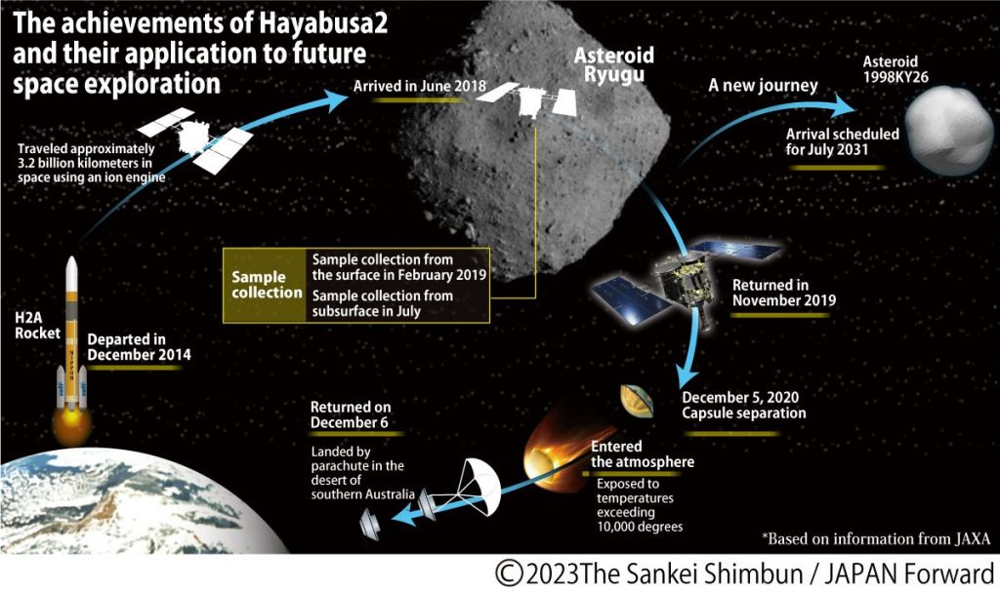 The achievements of Hayabusa2
and their application to future
space exploration
Arrived in June 2018
Asteroid
Ryugu
A new journey
Asteroid
1998KY26
Arrival scheduled
for July 2031
Traveled approximately
3.2 billion kilometers in
space using an ion engine
Sample
collection
Sample collection from
the surface in February 2019
Sample collection from
subsurface in July
Returned in
November 2019
H2A
Rocket
NIPPON
Departed in
December 2014
December 5, 2020
Capsule separation
Entered
the atmosphere
Exposed to
temperatures
exceeding
10,000 degrees
Returned on
December 6
Landed by
parachute in the
desert of
southern Australia
*Based on information from JAXA
©2023The Sankei Shimbun / JAPAN Forward